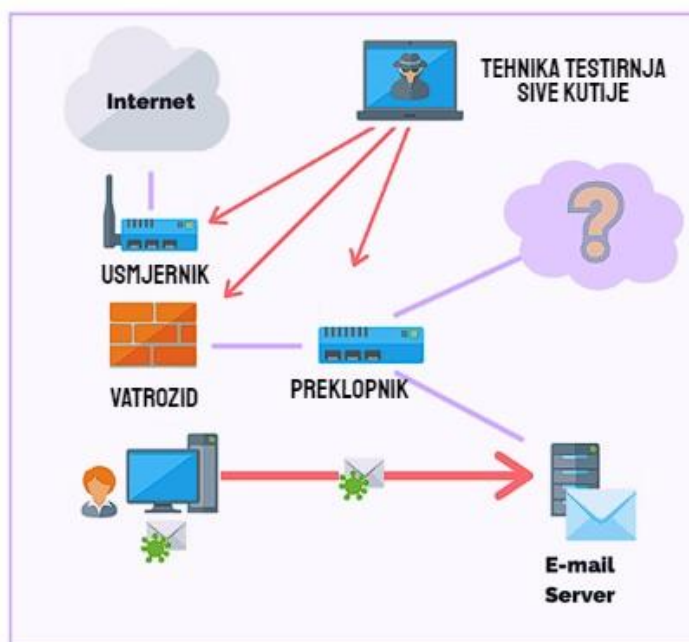 Internet
TEHNIKA TESTIRNJA
SIVE KUTIJE
?
USMJERNIK
VATROZID
PREKLOPNIK
E-mail
Server